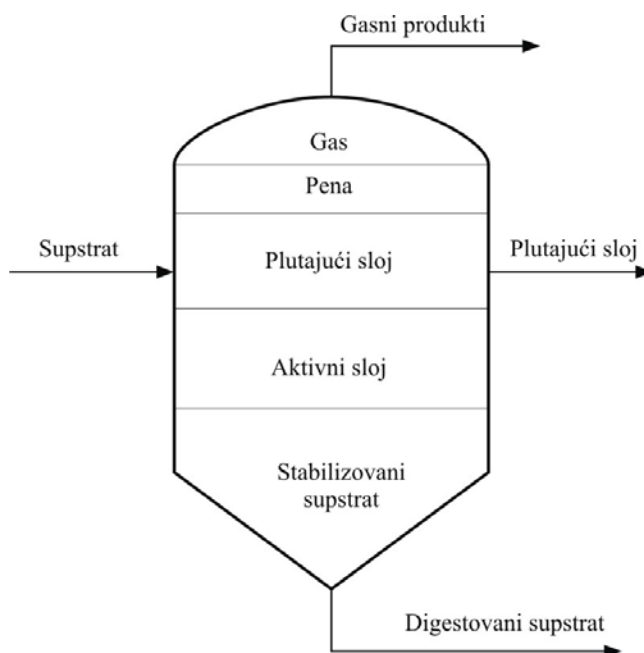 Gasni produkti
Gas
Pena
Supstrat
Plutajući sloj
Plutajući sloj
Aktivni sloj
Stabilizovani
supstrat
Digestovani supstrat